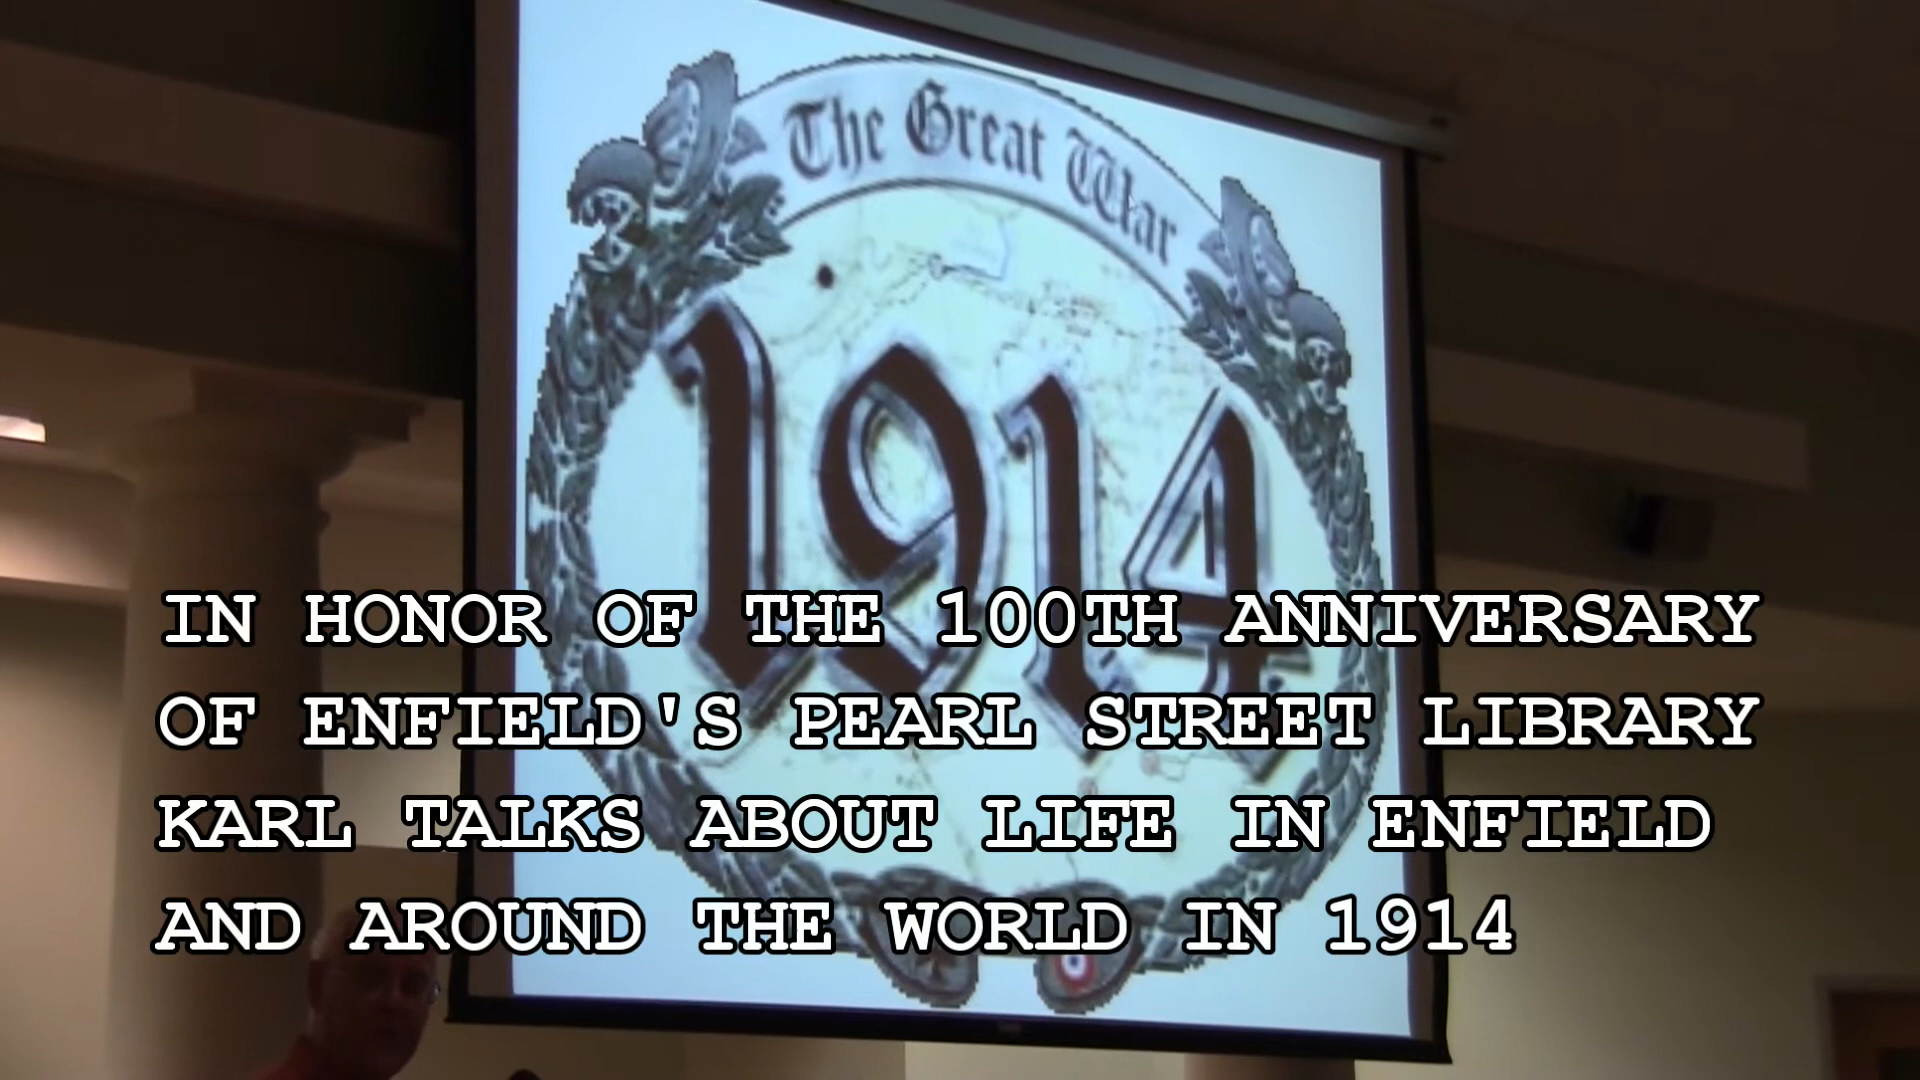 The Great War
1914
IN HONOR OF THE 100TH ANNIVERSARY
OF ENFIELD'S PEARL STREET LIBRARY
KARL TALKS ABOUT LIFE IN ENFIELD
AND AROUND THE WORLD IN 1914